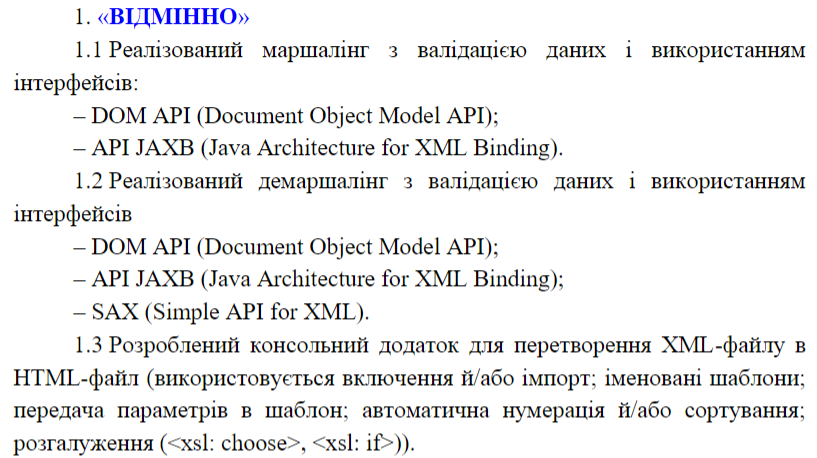 1. «ВІДМІННО»
1.1 Реалізований маршалінг з валідацією даних і використанням
інтерфейсів:
– DOM API (Document Object Model API);
– API JAXB (Java Architecture for XML Binding).
1.2 Реалізований демаршалінг з валідацією даних і використанням
інтерфейсів
– DOM API (Document Object Model API);
– API JAXB (Java Architecture for XML Binding);
– SAX (Simple API for XML).
1.3 Розроблений консольний додаток для перетворення XML-файлу в
HTML-файл (використовується включення й/або імпорт; іменовані шаблони;
передача параметрів в шаблон; автоматична нумерація й/або сортування;
розгалуження (<xsl: choose>, <xsl: if>)).